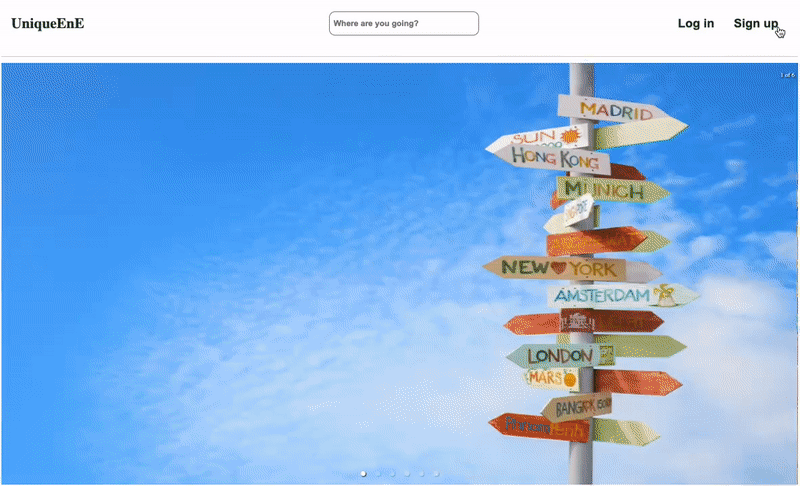 UniqueEnE
Where are you going?
Log in
Sign up
1 of 6
MADRID
SUN
HONG KONG
MUNICH
NEW YORK
AMSTERDAM
LONDON
MARS
BANGKOK